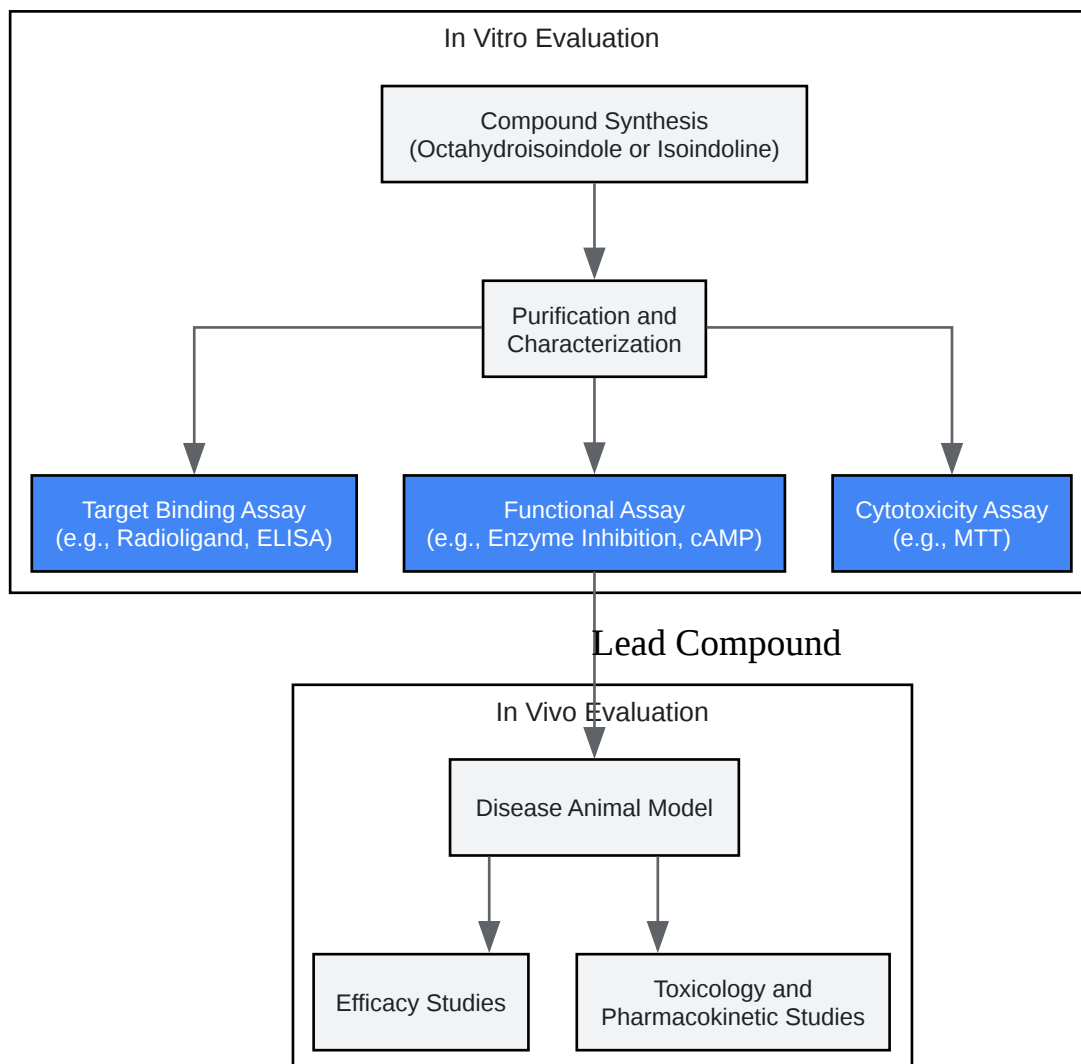 In Vitro Evaluation
Compound Synthesis
(Octahydroisoindole or Isoindoline)
Purification and
Characterization
Target Binding Assay
(e.g., Radioligand, ELISA)
Functional Assay
(e.g., Enzyme Inhibition, cAMP)
Cytotoxicity Assay
(e.g., MTT)
Lead Compound
In Vivo Evaluation
Disease Animal Model
Efficacy Studies
Toxicology and
Pharmacokinetic Studies